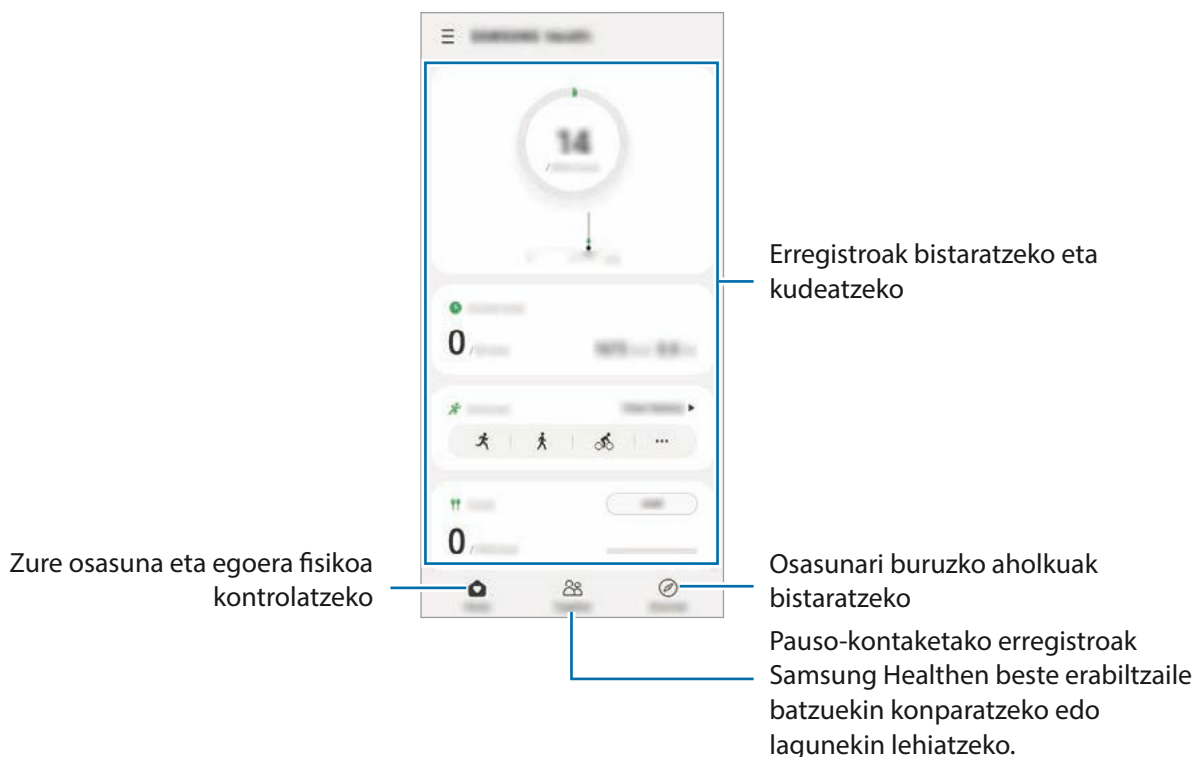 14
Erregistroak bistaratzeko eta
kudeatzeko
0
0
Zure osasuna eta egoera fisikoa
kontrolatzeko
Osasunari buruzko aholkuak
bistaratzeko
Pauso-kontaketako erregistroak
Samsung Healthen beste erabiltzaile
batzuekin konparatzeko edo
lagunekin lehiatzeko.